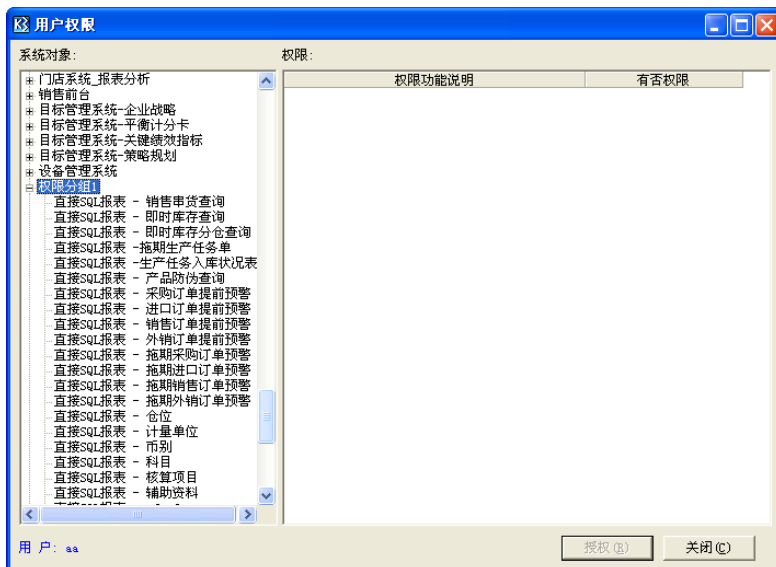 K3 用户权限
系统对象:
权限:
门店系统_报表分析
销售前台
目标管理系统-企业战略
目标管理系统-平衡计分卡
目标管理系统-关键绩效指标
目标管理系统-策略规划
设备管理系统
权限分组1
直接SQL报表 - 销售串货查询
直接SQL报表 - 即时库存查询
直接SQL报表 - 即时库存分仓查询
直接SQL报表 -拖期生产任务单
直接SQL报表 -生产任务入库状况表
直接SQL报表 - 产品防伪查询
直接SQL报表 - 采购订单提前预警
直接SQL报表 - 进口订单提前预警
直接SQL报表 - 销售订单提前预警
直接SQL报表 - 外销订单提前预警
直接SQL报表 - 拖期采购订单预警
直接SQL报表 - 拖期进口订单预警
直接SQL报表 - 拖期销售订单预警
直接SQL报表 - 拖期外销订单预警
直接SQL报表 - 仓位
直接SQL报表 - 计量单位
直接SQL报表 - 币别
直接SQL报表 - 科目
直接SQL报表 - 核算项目
直接SQL报表 - 辅助资料
权限功能说明
有否权限
用 户: aa
授权(R)
关闭(C)